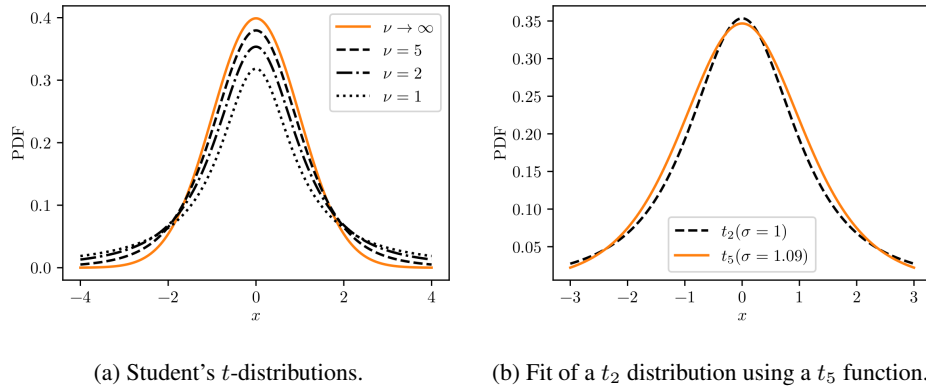 0.4
0.3
0.2
0.1
0.0
PDF
−4
−2
0
2
4
x
ν → ∞
ν = 5
ν = 2
ν = 1
(a) Student's t-distributions.
0.35
0.30
0.25
0.20
0.15
0.10
0.05
PDF
−3
−2
−1
0
1
2
3
x
t₂(σ = 1)
t₅(σ = 1.09)
(b) Fit of a t₂ distribution using a t₅ function.